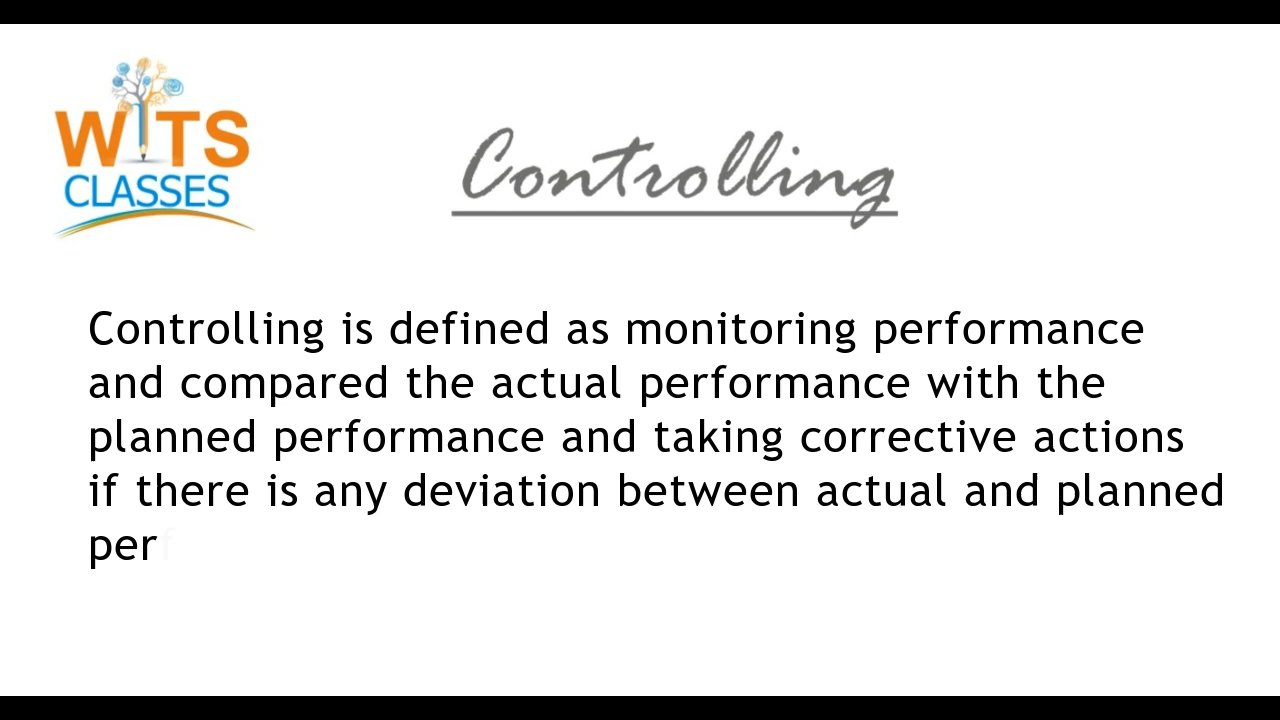 WITS
CLASSES
Controlling
Controlling is defined as monitoring performance
and compared the actual performance with the
planned performance and taking corrective actions
if there is any deviation between actual and planned
perf